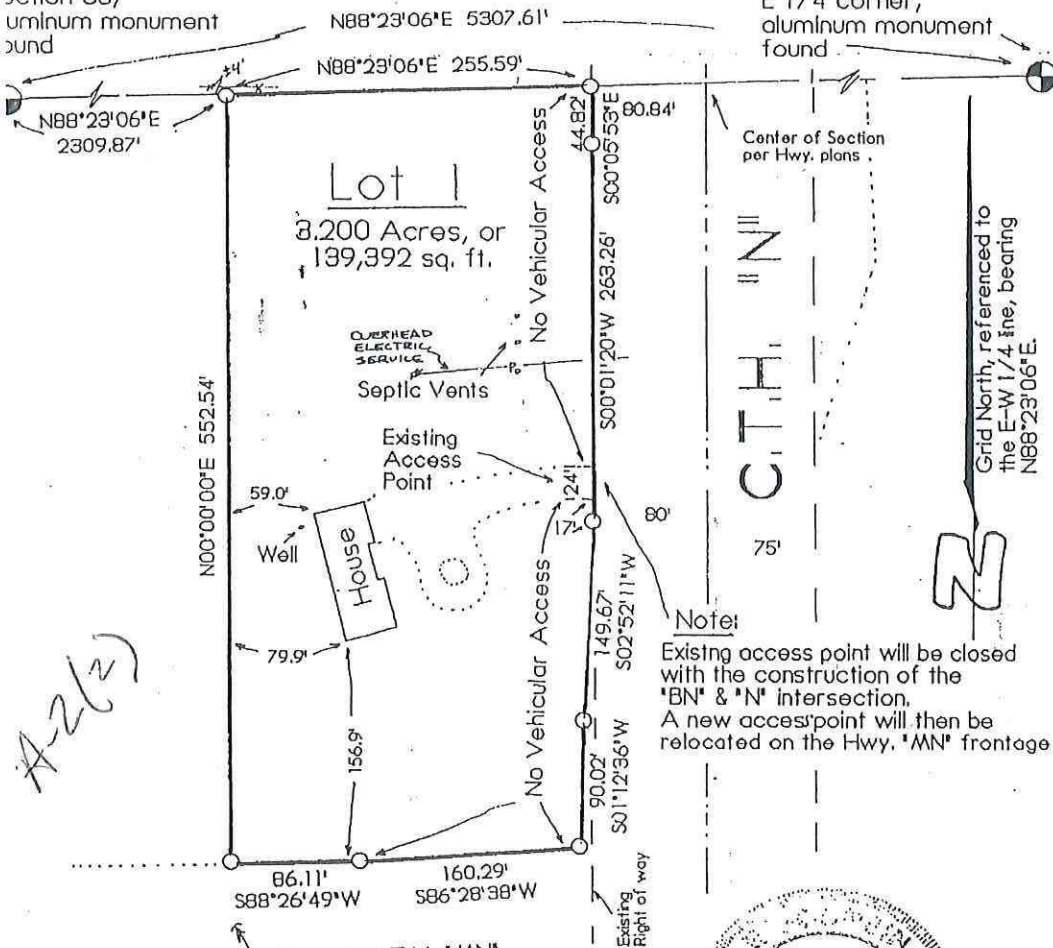 N88°23'06"E 5307.61'
uminum monument
ound
E 1/4 corner,
aluminum monument
found
±4'
N88°23'06"E 255.59'
N88°23'06"E
2309.87'
80.84'
44.82'
S00°05'53"E
Center of Section
per Hwy. plans
Lot 1
3.200 Acres, or
139,392 sq. ft.
No Vehicular Access
S00°01'20"W 263.26'
OVERHEAD
ELECTRIC
SERVICE
Septic Vents
CTH "N"
Grid North, referenced to
the E-W 1/4 line, bearing
N88°23'06"E.
N
N00°00'00"E 552.54'
Existing
Access
Point
24'
17'
80'
75'
59.0'
Well
House
79.9'
156.9'
No Vehicular Access
149.67'
S02°52'11"W
90.02'
S01°12'36"W
Note:
Existng access point will be closed
with the construction of the
"BN" & "N" intersection.
A new access point will then be
relocated on the Hwy. "MN" frontage
A-2(2)
86.11'
S88°26'49"W
160.29'
S86°28'38"W
Existing
Right of way